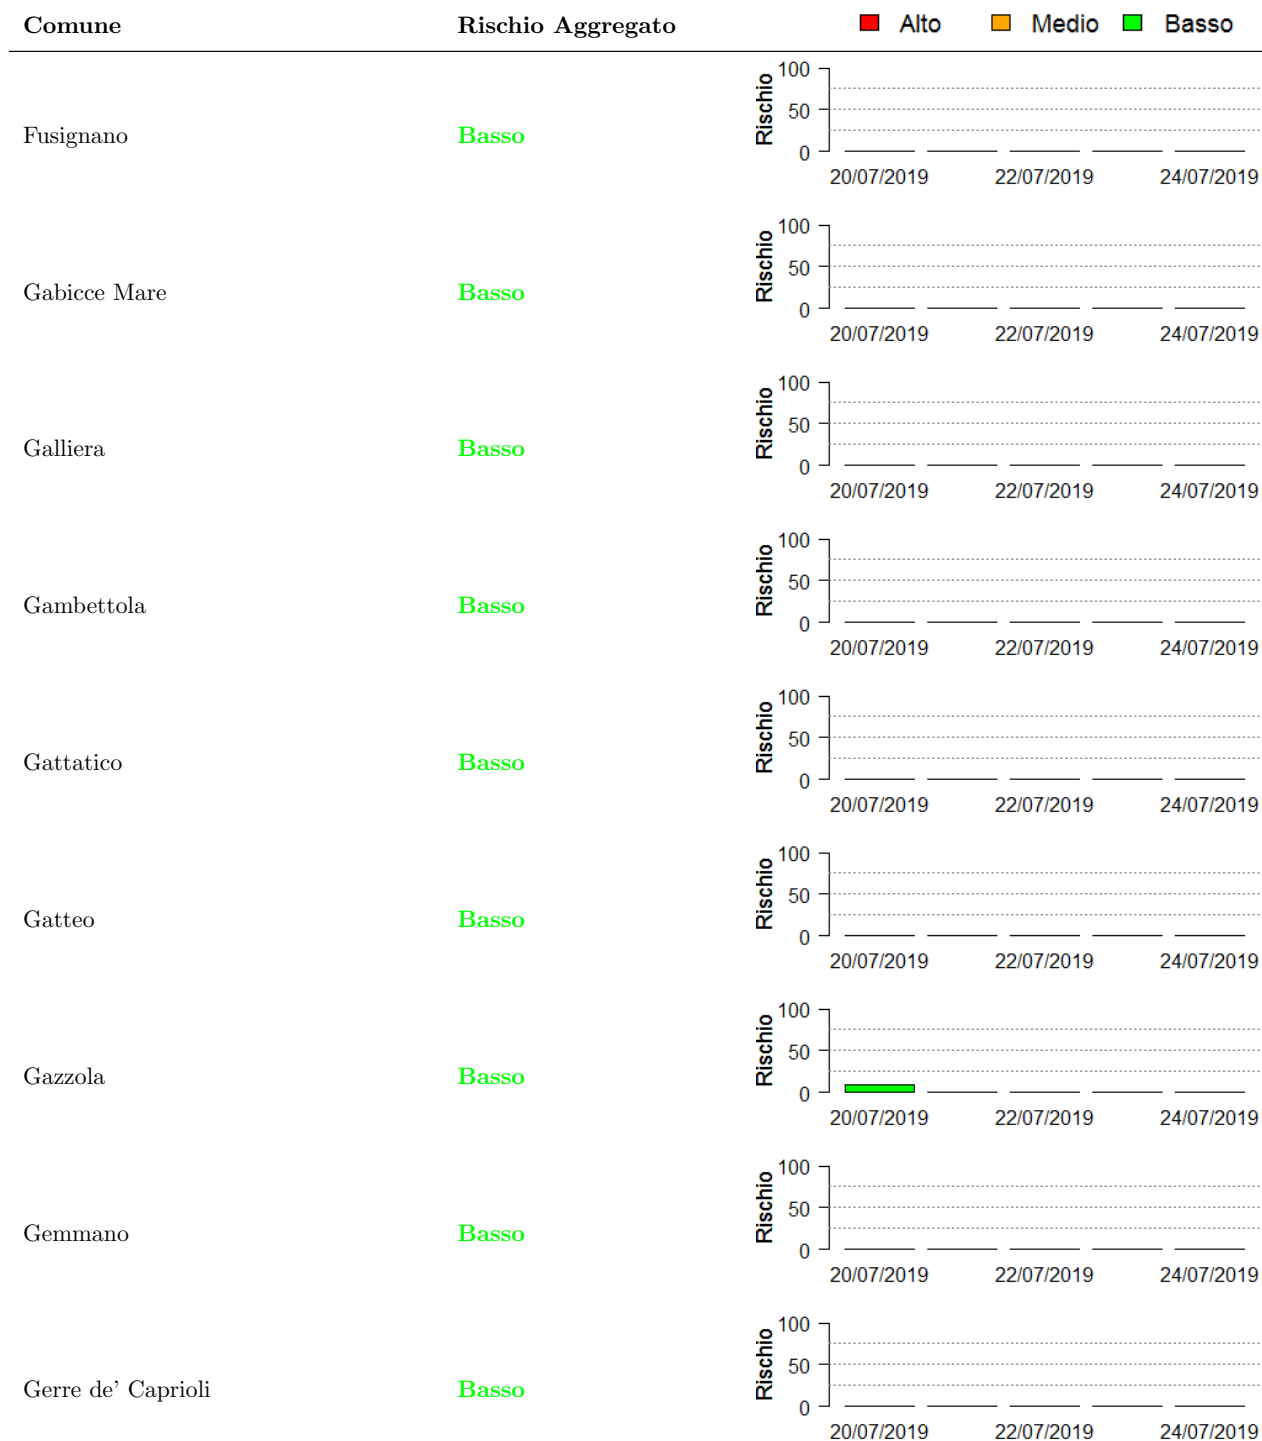 Comune Rischio Aggregato Alto Medio Basso
100
50
0
Rischio
Fusignano Basso
20/07/2019 22/07/2019 24/07/2019
100
50
0
Rischio
Gabicce Mare Basso
20/07/2019 22/07/2019 24/07/2019
100
50
0
Rischio
Galliera Basso
20/07/2019 22/07/2019 24/07/2019
100
50
0
Rischio
Gambettola Basso
20/07/2019 22/07/2019 24/07/2019
100
50
0
Rischio
Gattatico Basso
20/07/2019 22/07/2019 24/07/2019
100
50
0
Rischio
Gatteo Basso
20/07/2019 22/07/2019 24/07/2019
100
50
0
Rischio
Gazzola Basso
20/07/2019 22/07/2019 24/07/2019
100
50
0
Rischio
Gemmano Basso
20/07/2019 22/07/2019 24/07/2019
100
50
0
Rischio
Gerre de' Caprioli Basso
20/07/2019 22/07/2019 24/07/2019